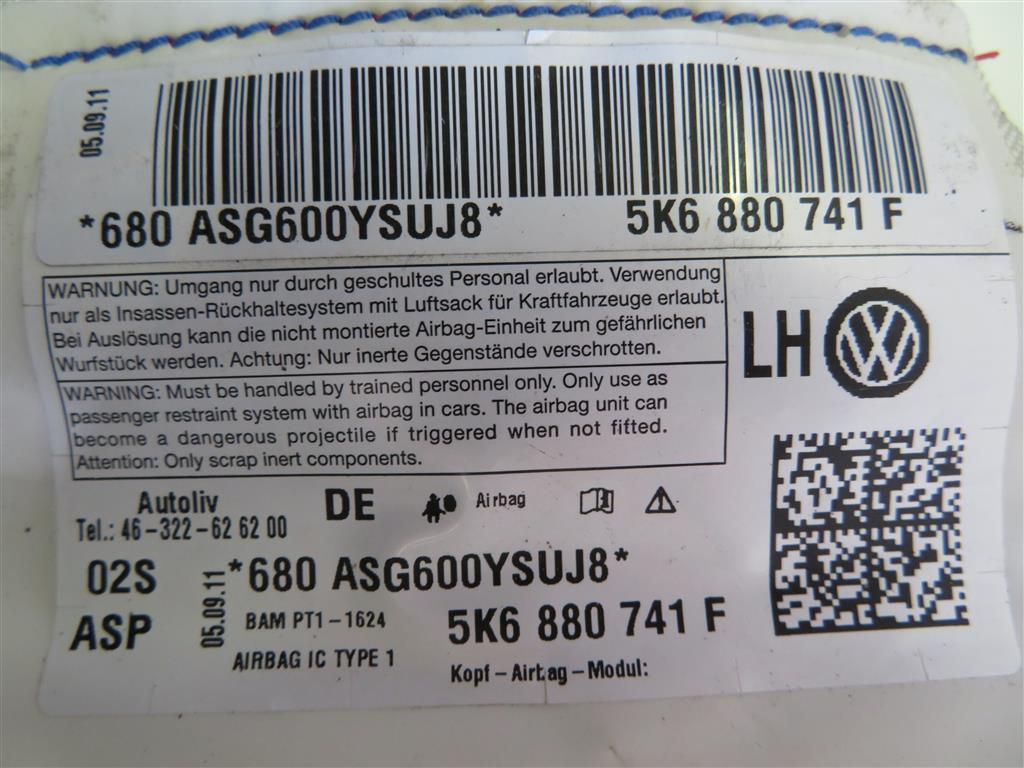 05.09.11
*680 ASG600YSUJ8* 5K6 880 741 F
WARNUNG: Umgang nur durch geschultes Personal erlaubt. Verwendung
nur als Insassen-Rückhaltesystem mit Luftsack für Kraftfahrzeuge erlaubt.
Bei Auslösung kann die nicht montierte Airbag-Einheit zum gefährlichen
Wurfstück werden. Achtung: Nur inerte Gegenstände verschrotten.
WARNING: Must be handled by trained personnel only. Only use as
passenger restraint system with airbag in cars. The airbag unit can
become a dangerous projectile if triggered when not fitted.
Attention: Only scrap inert components.
LH
Autoliv DE Airbag
Tel.: 46-322-62 62 00
02S 05.09.11 *680 ASG600YSUJ8*
ASP BAM PT1-1624 5K6 880 741 F
AIRBAG IC TYPE 1 Kopf-Airbag-Modul: